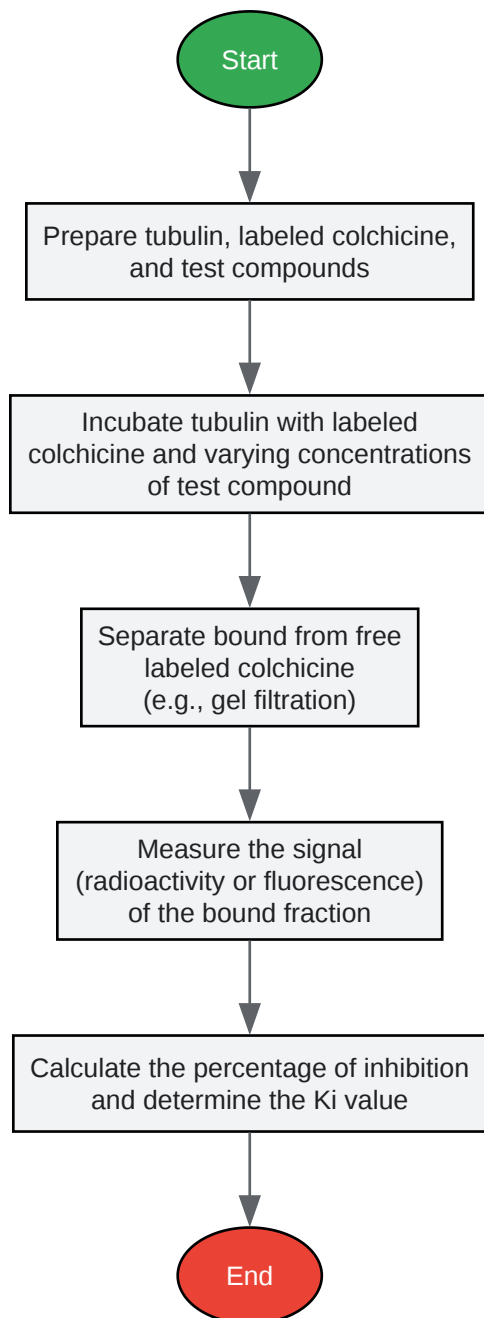 Start
Prepare tubulin, labeled colchicine,
and test compounds
Incubate tubulin with labeled
colchicine and varying concentrations
of test compound
Separate bound from free
labeled colchicine
(e.g., gel filtration)
Measure the signal
(radioactivity or fluorescence)
of the bound fraction
Calculate the percentage of inhibition
and determine the Ki value
End